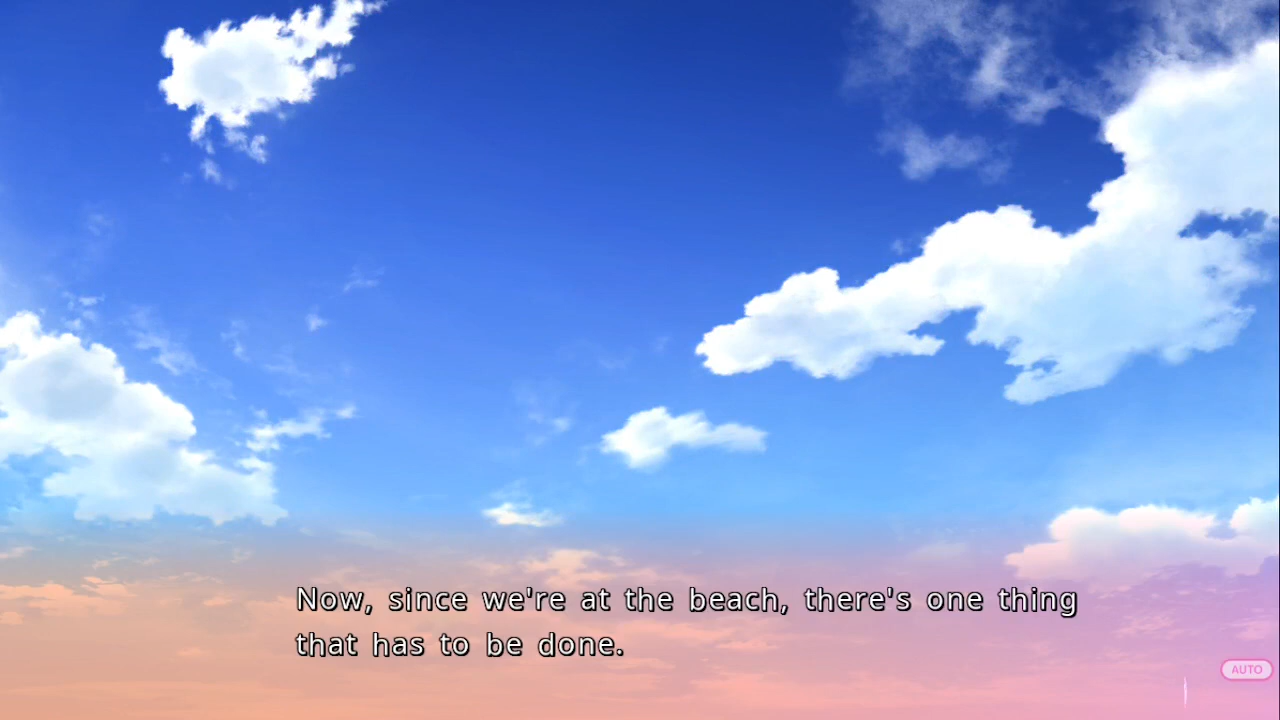 Now, since we're at the beach, there's one thing
that has to be done.
AUTO